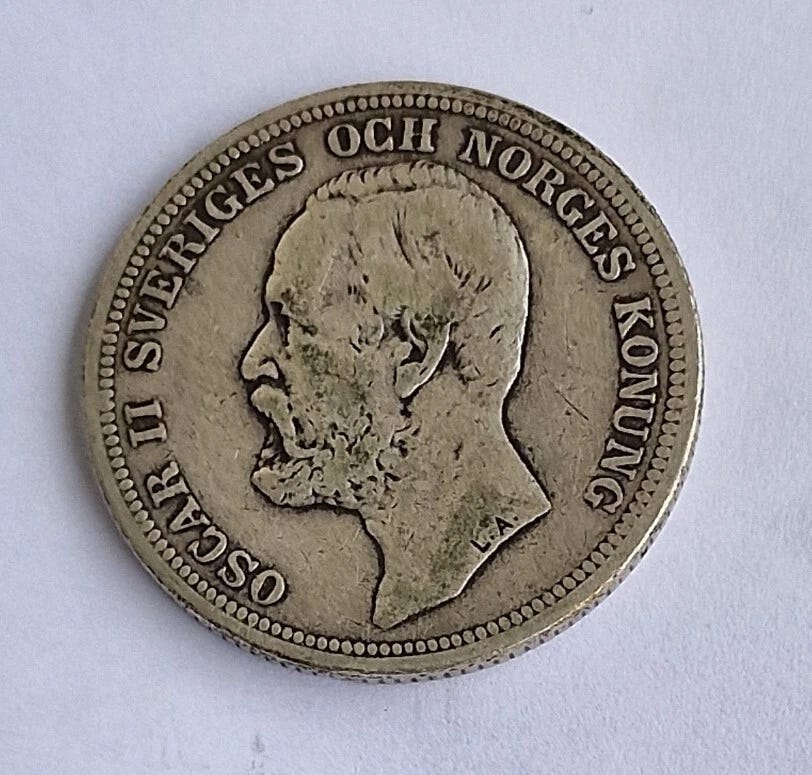 OSCAR II SVERIGES OCH NORGES KONUNG
L.A.